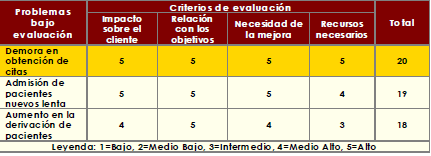 Problemas bajo evaluación
Criterios de evaluación
Total
Impacto sobre el cliente
Relación con los objetivos
Necesidad de la mejora
Recursos necesarios
Demora en obtención de citas 5 5 5 5 20
Admisión de pacientes nuevos lenta 5 5 5 4 19
Aumento en la derivación de pacientes 4 5 4 3 18
Leyenda: 1=Bajo, 2=Medio Bajo, 3=Intermedio, 4=Medio Alto, 5=Alto